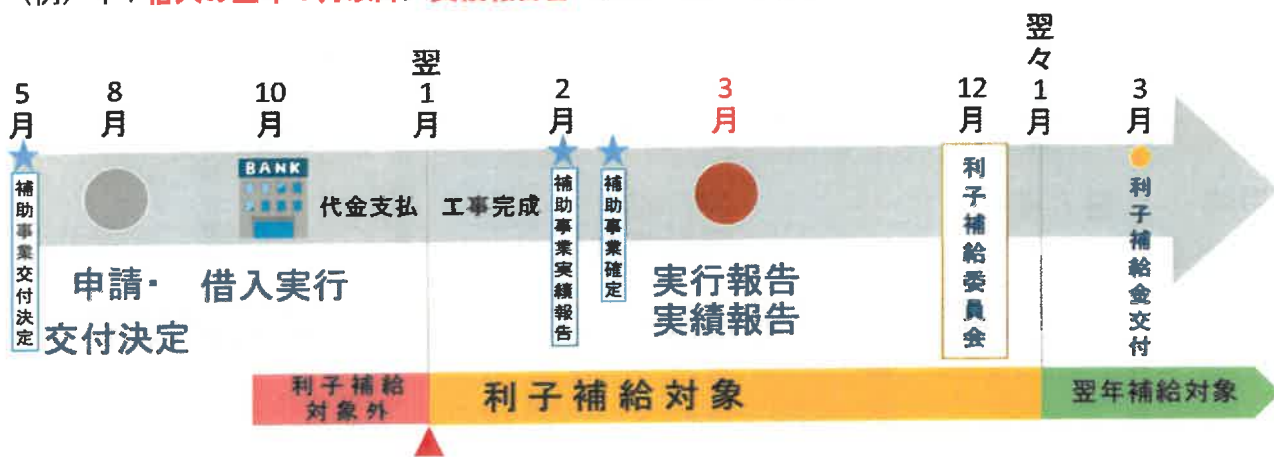 翌
翌々
5月
8月
10月
1月
2月
3月
12月
1月
3月
BANK
補助事業交付決定
代金支払
工事完成
補助事業実績報告
補助事業確定
利子補給委員会
利子補給金交付
申請・
交付決定
借入実行
実行報告
実績報告
利子補給
対象外
利子補給対象
翌年補給対象